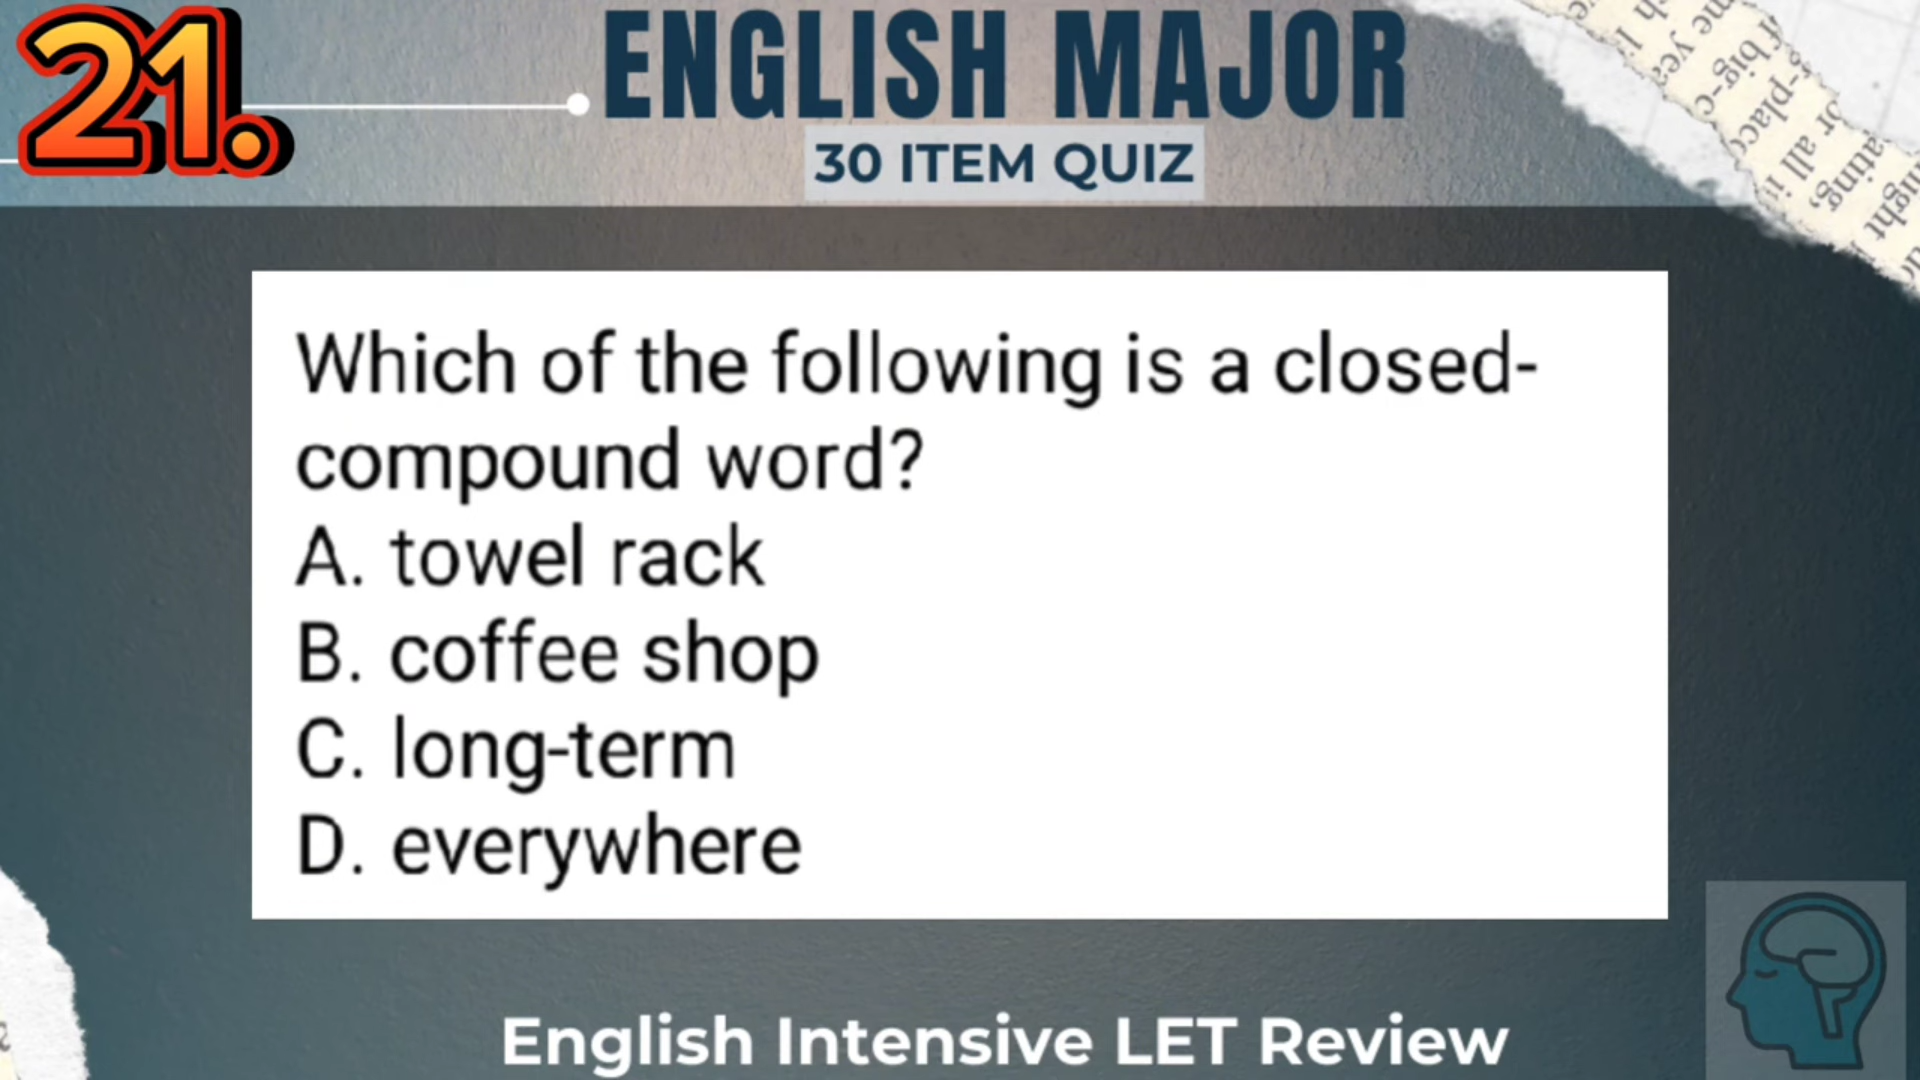 21.
ENGLISH MAJOR
30 ITEM QUIZ
Which of the following is a closed-
compound word?
A. towel rack
B. coffee shop
C. long-term
D. everywhere
English Intensive LET Review